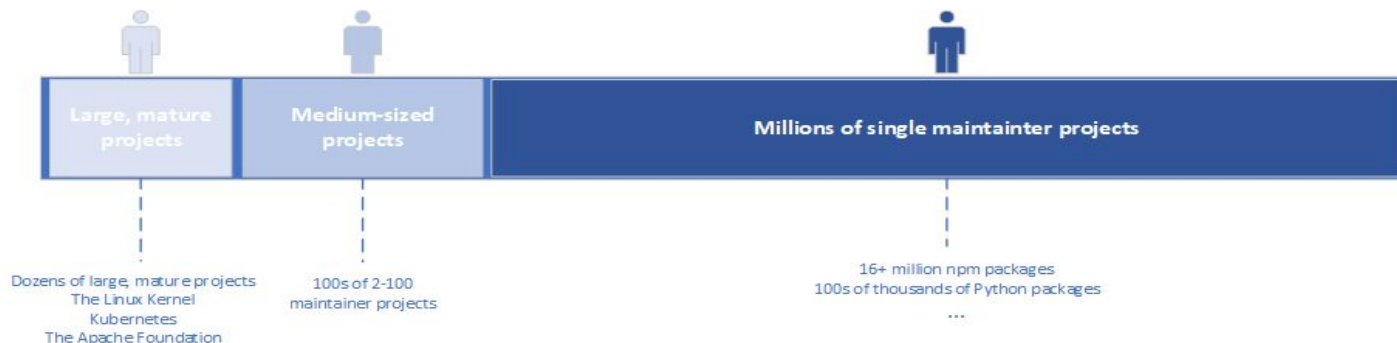 Large, mature
projects
Medium-sized
projects
Millions of single maintainter projects
Dozens of large, mature projects
The Linux Kernel
Kubernetes
The Apache Foundation
100s of 2-100
maintainer projects
16+ million npm packages
100s of thousands of Python packages
...